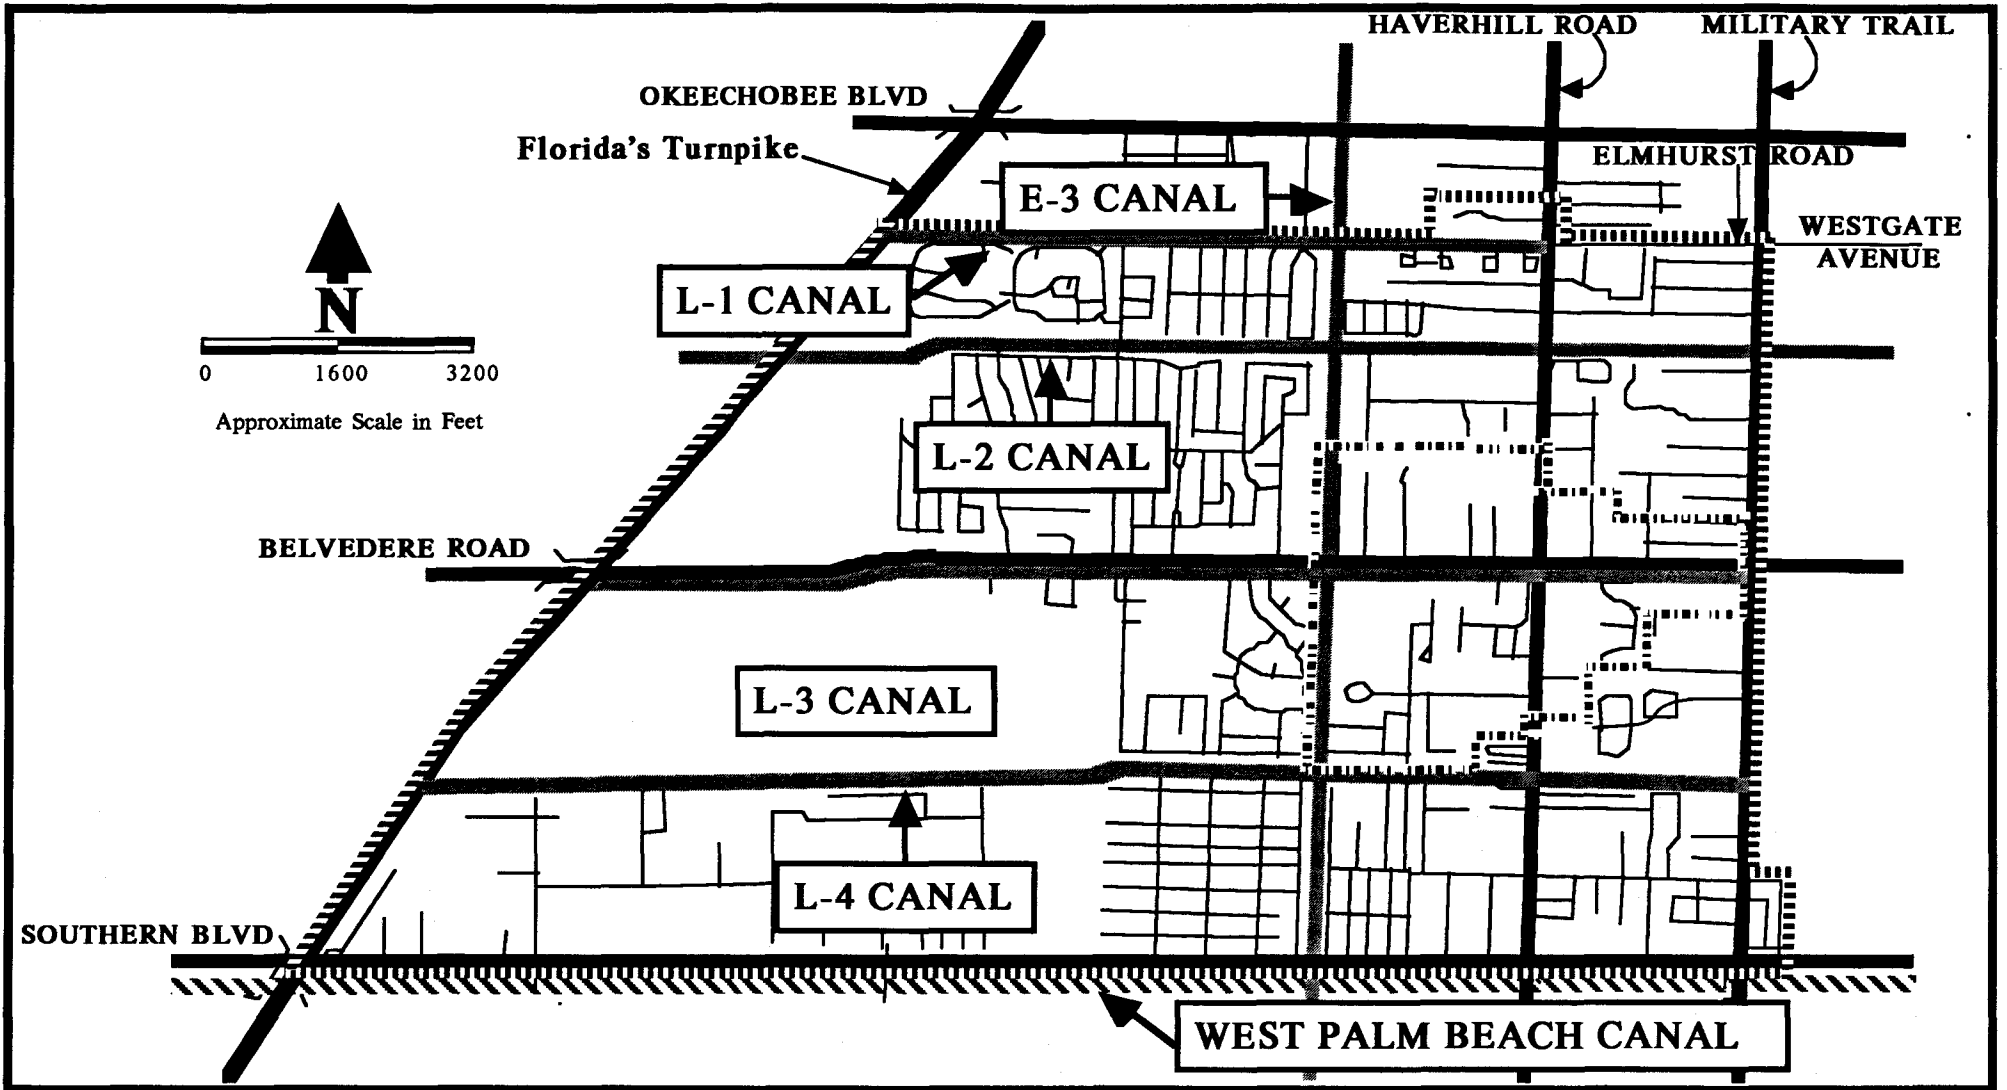 HAVERHILL ROAD
MILITARY TRAIL
OKEECHOBEE BLVD
Florida's Turnpike
ELMHURST ROAD
E-3 CANAL
WESTGATE
AVENUE
L-1 CANAL
N
0 1600 3200
Approximate Scale in Feet
L-2 CANAL
BELVEDERE ROAD
L-3 CANAL
L-4 CANAL
SOUTHERN BLVD
WEST PALM BEACH CANAL